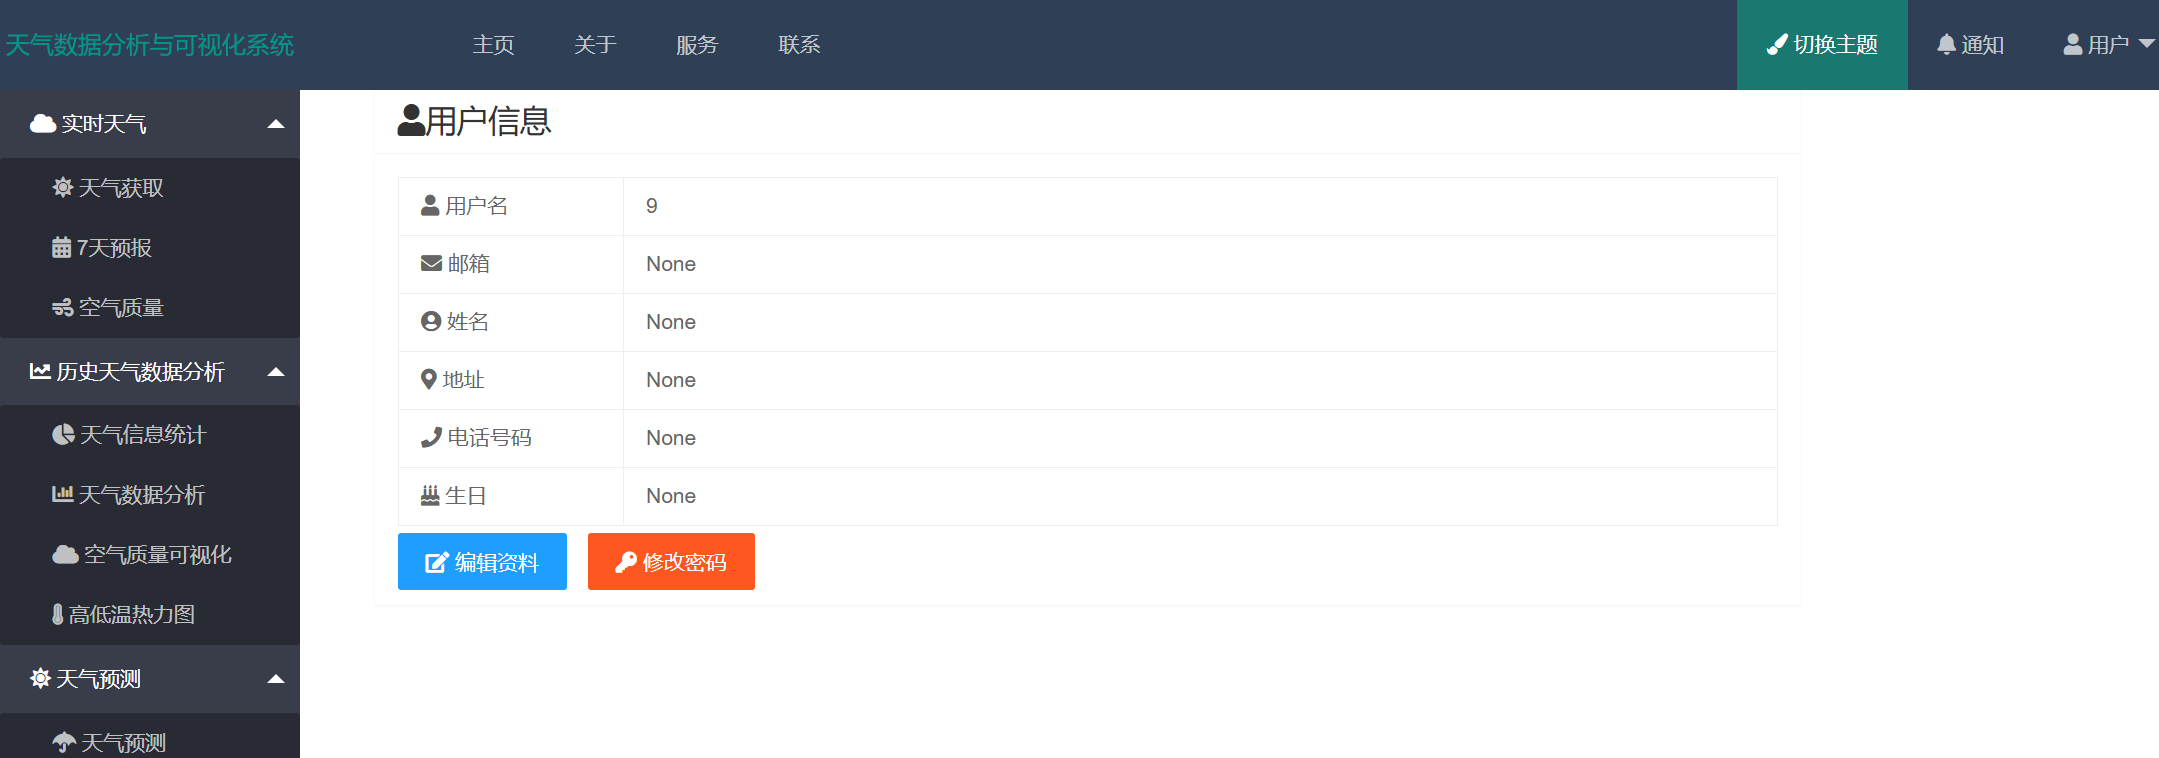 天气数据分析与可视化系统
主页
关于
服务
联系
切换主题
通知
用户
实时天气
天气获取
7天预报
空气质量
历史天气数据分析
天气信息统计
天气数据分析
空气质量可视化
高低温热力图
天气预测
天气预测
用户信息
用户名 9
邮箱 None
姓名 None
地址 None
电话号码 None
生日 None
编辑资料
修改密码